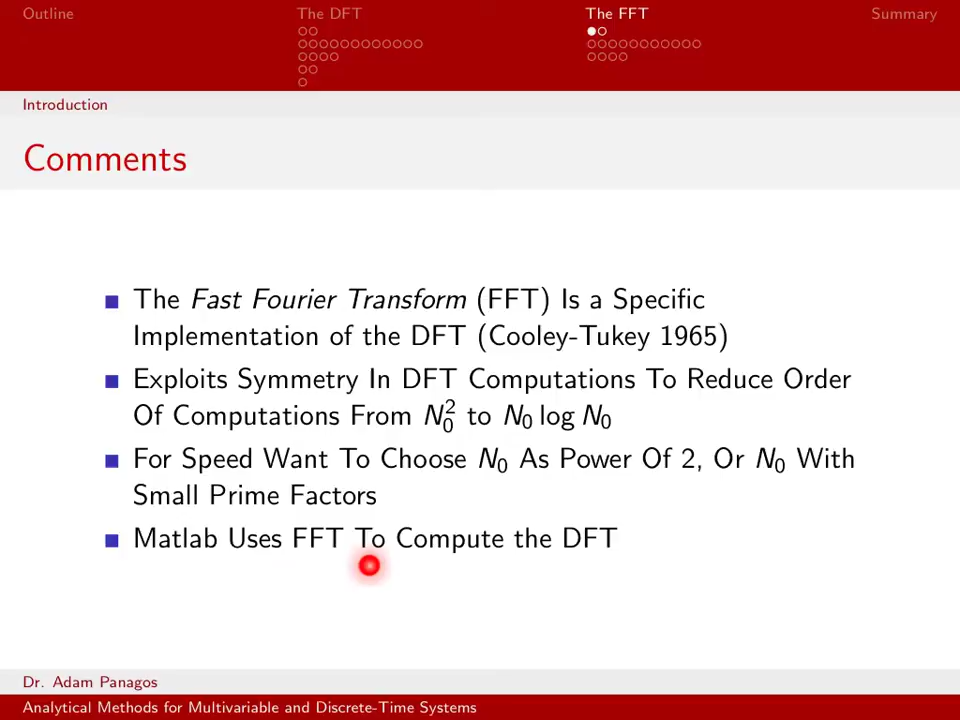 Outline The DFT The FFT Summary
Introduction
Comments
The Fast Fourier Transform (FFT) Is a Specific
Implementation of the DFT (Cooley-Tukey 1965)
Exploits Symmetry In DFT Computations To Reduce Order
Of Computations From N₀² to N₀ log N₀
For Speed Want To Choose N₀ As Power Of 2, Or N₀ With
Small Prime Factors
Matlab Uses FFT To Compute the DFT
Dr. Adam Panagos
Analytical Methods for Multivariable and Discrete-Time Systems